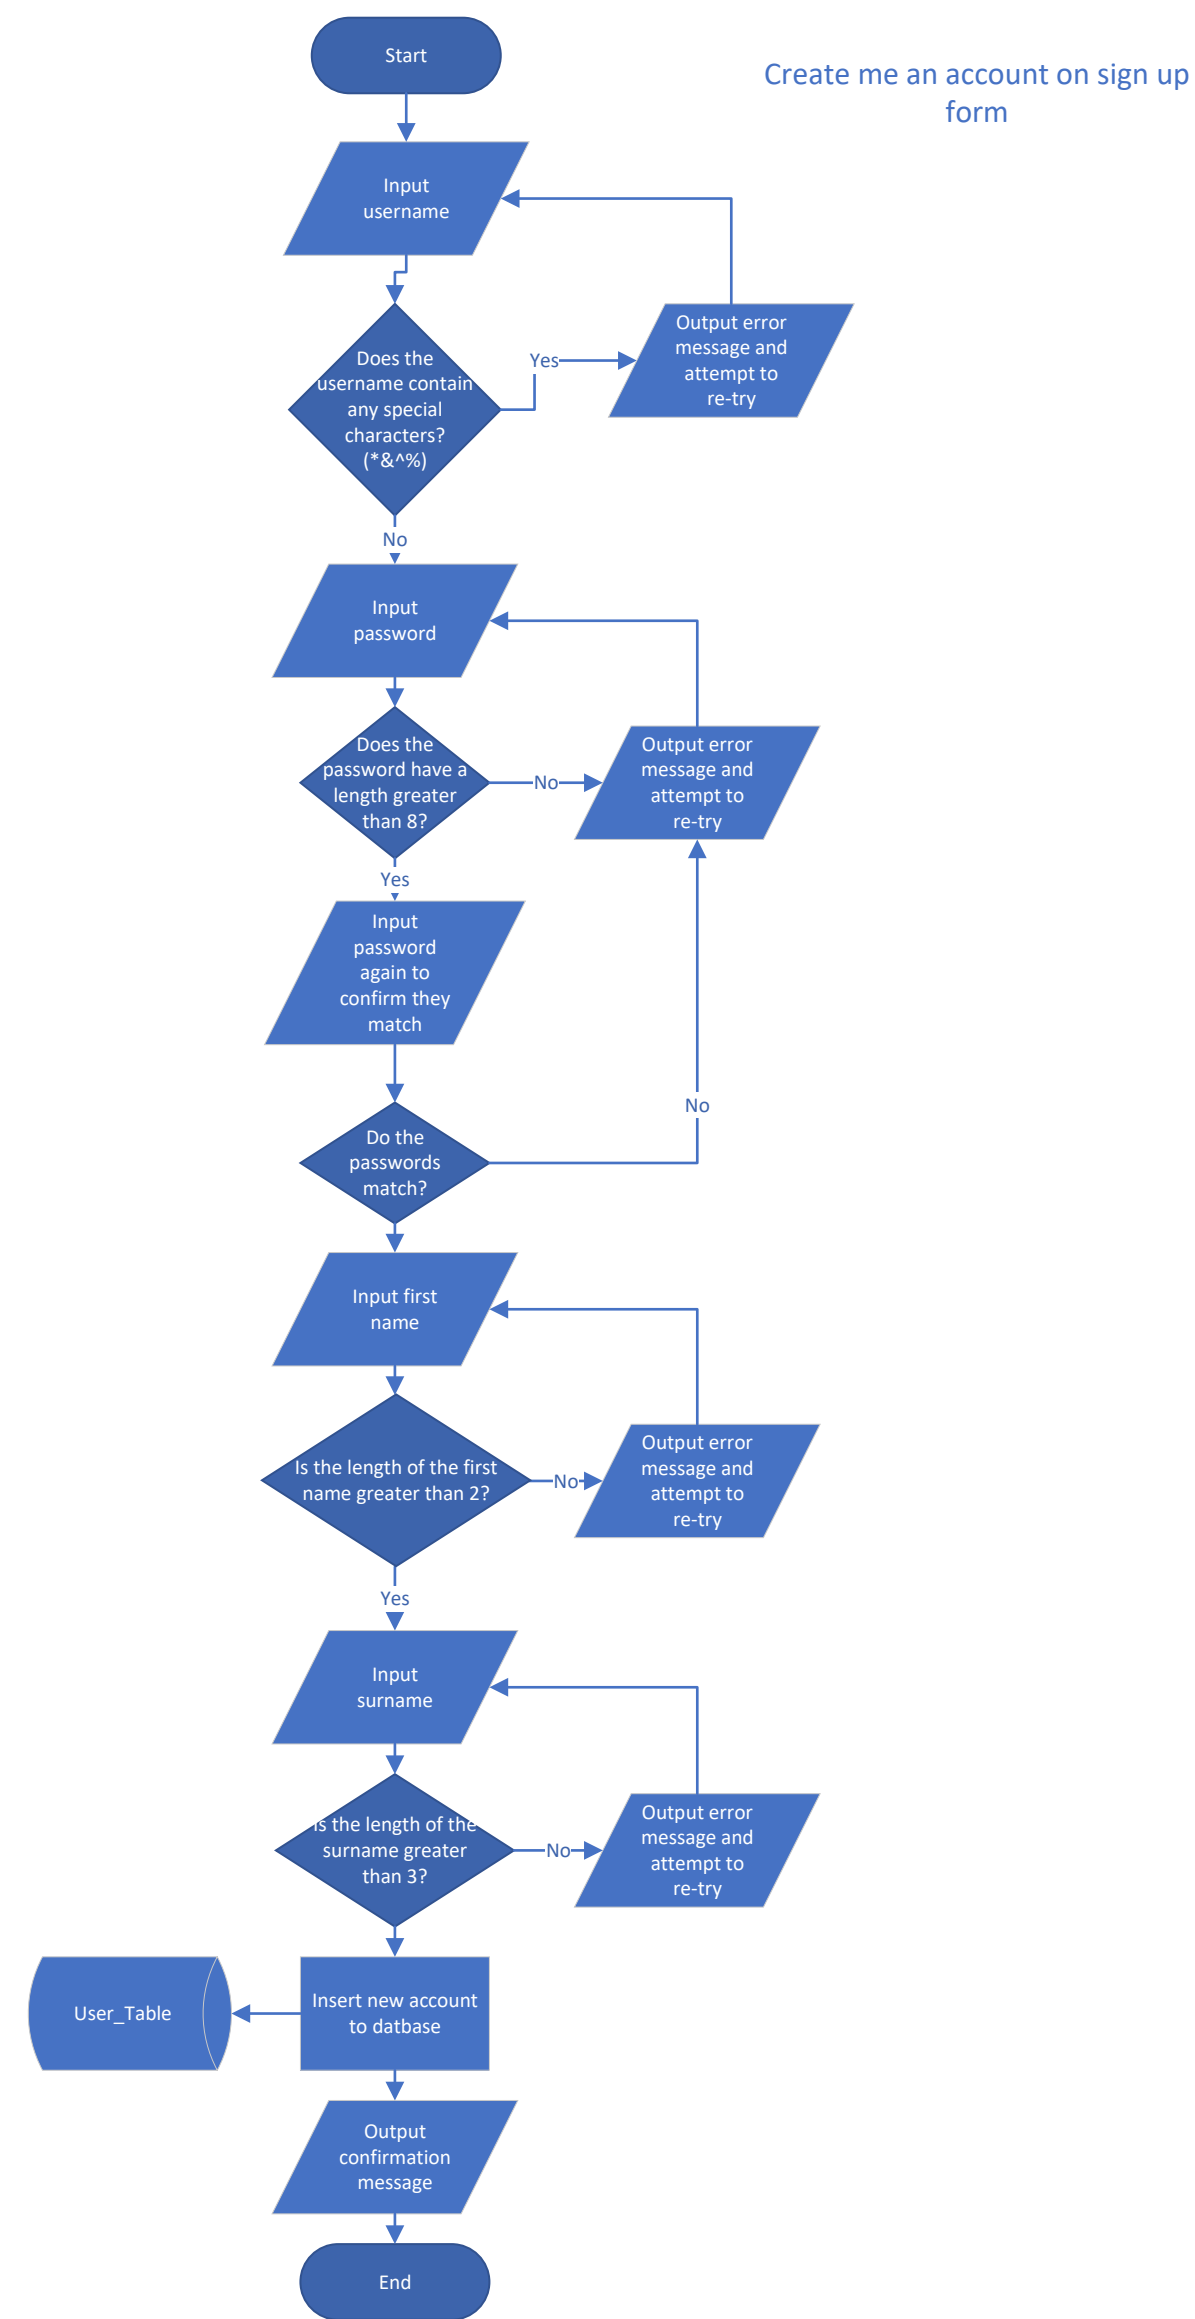 Start
Create me an account on sign up
form
Input
username
Output error
message and
attempt to
re-try
Does the
username contain
any special
characters?
(*&^%)
Yes
No
Input
password
Does the
password have a
length greater
than 8?
No
Output error
message and
attempt to
re-try
Yes
Input
password
again to
confirm they
match
No
Do the
passwords
match?
Input first
name
Is the length of the first
name greater than 2?
No
Output error
message and
attempt to
re-try
Yes
Input
surname
Is the length of the
surname greater
than 3?
No
Output error
message and
attempt to
re-try
User_Table
Insert new account
to datbase
Output
confirmation
message
End